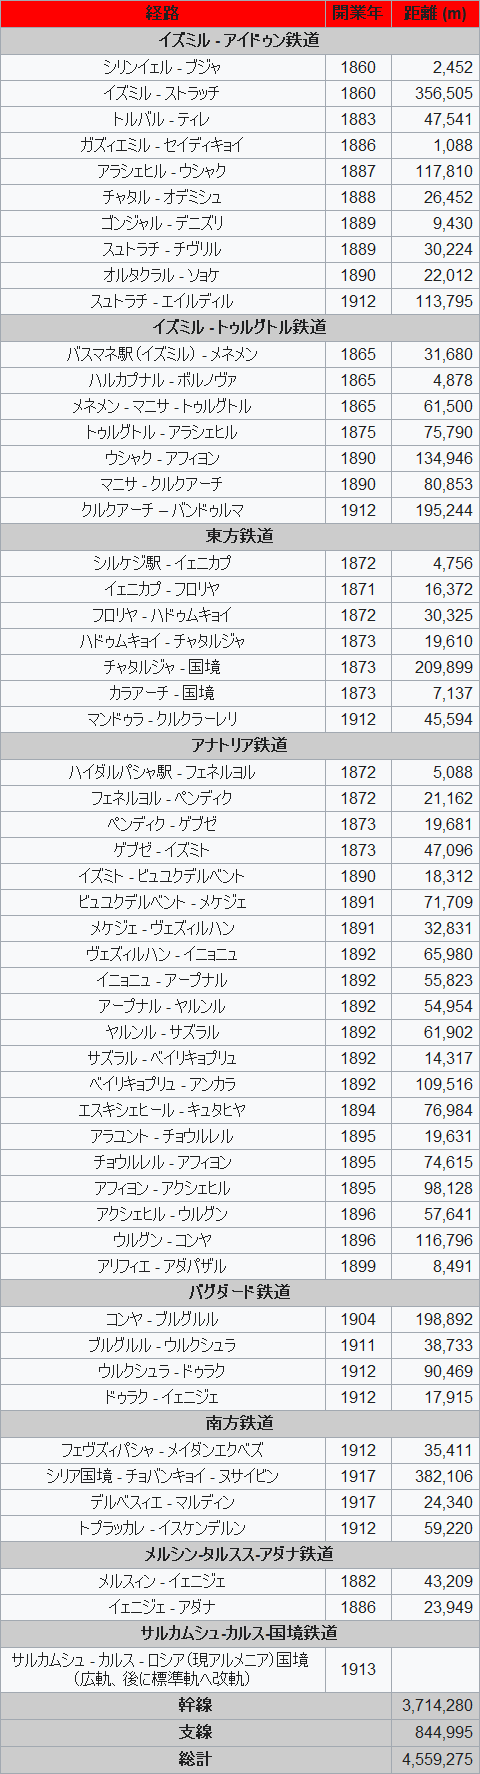 経路 開業年 距離 (m)
イズミル - アイドゥン鉄道
シリンイェル - ブジャ 1860 2,452
イズミル - ストラッチ 1860 356,505
トルバル - ティレ 1883 47,541
ガズィエミル - セイディキョイ 1886 1,088
アラシェヒル - ウシャク 1887 117,810
チャタル - オデミシュ 1888 26,452
ゴンジャル - デニズリ 1889 9,430
スュトラチ - チヴリル 1889 30,224
オルタクラル - ソョケ 1890 22,012
スュトラチ - エイルディル 1912 113,795
イズミル - トゥルグトル鉄道
バスマネ駅（イズミル） - メネメン 1865 31,680
ハルカプナル - ボルノヴァ 1865 4,878
メネメン - マニサ - トゥルグトル 1865 61,500
トゥルグトル - アラシェヒル 1875 75,790
ウシャク - アフィヨン 1890 134,946
マニサ - クルクアーチ 1890 80,853
クルクアーチ – バンドゥルマ 1912 195,244
東方鉄道
シルケジ駅 - イェニカプ 1872 4,756
イェニカプ - フロリヤ 1871 16,372
フロリヤ - ハドゥムキョイ 1872 30,325
ハドゥムキョイ - チャタルジャ 1873 19,610
チャタルジャ - 国境 1873 209,899
カラアーチ - 国境 1873 7,137
マンドゥラ - クルクラーレリ 1912 45,594
アナトリア鉄道
ハイダルパシャ駅 - フェネルヨル 1872 5,088
フェネルヨル - ペンディク 1872 21,162
ペンディク - ゲブゼ 1873 19,681
ゲブゼ - イズミト 1873 47,096
イズミト - ビュユクデルベント 1890 18,312
ビュユクデルベント - メケジェ 1891 71,709
メケジェ - ヴェズィルハン 1891 32,831
ヴェズィルハン - イニョニュ 1892 65,980
イニョニュ - アープナル 1892 55,823
アープナル - ヤルンル 1892 54,954
ヤルンル - サズラル 1892 61,902
サズラル - ベイリキョプリュ 1892 14,317
ベイリキョプリュ - アンカラ 1892 109,516
エスキシェヒール - キュタヒヤ 1894 76,984
アラユント - チョウルレル 1895 19,631
チョウルレル - アフィヨン 1895 74,615
アフィヨン - アクシェヒル 1895 98,128
アクシェヒル - ウルグン 1896 57,641
ウルグン - コンヤ 1896 116,796
アリフィエ - アダパザル 1899 8,491
バグダード鉄道
コンヤ - ブルグルル 1904 198,892
ブルグルル - ウルクシュラ 1911 38,733
ウルクシュラ - ドゥラク 1912 90,469
ドゥラク - イェニジェ 1912 17,915
南方鉄道
フェヴズィパシャ - メイダンエクベズ 1912 35,411
シリア国境 - チョバンキョイ - ヌサイビン 1917 382,106
デルベスィエ - マルディン 1917 24,340
トプラッカレ - イスケンデルン 1912 59,220
メルシン-タルスス-アダナ鉄道
メルスィン - イェニジェ 1882 43,209
イェニジェ - アダナ 1886 23,949
サルカムシュ-カルス-国境鉄道
サルカムシュ - カルス - ロシア（現アルメニア）国境
（広軌、後に標準軌へ改軌） 1913
幹線 3,714,280
支線 844,995
総計 4,559,275